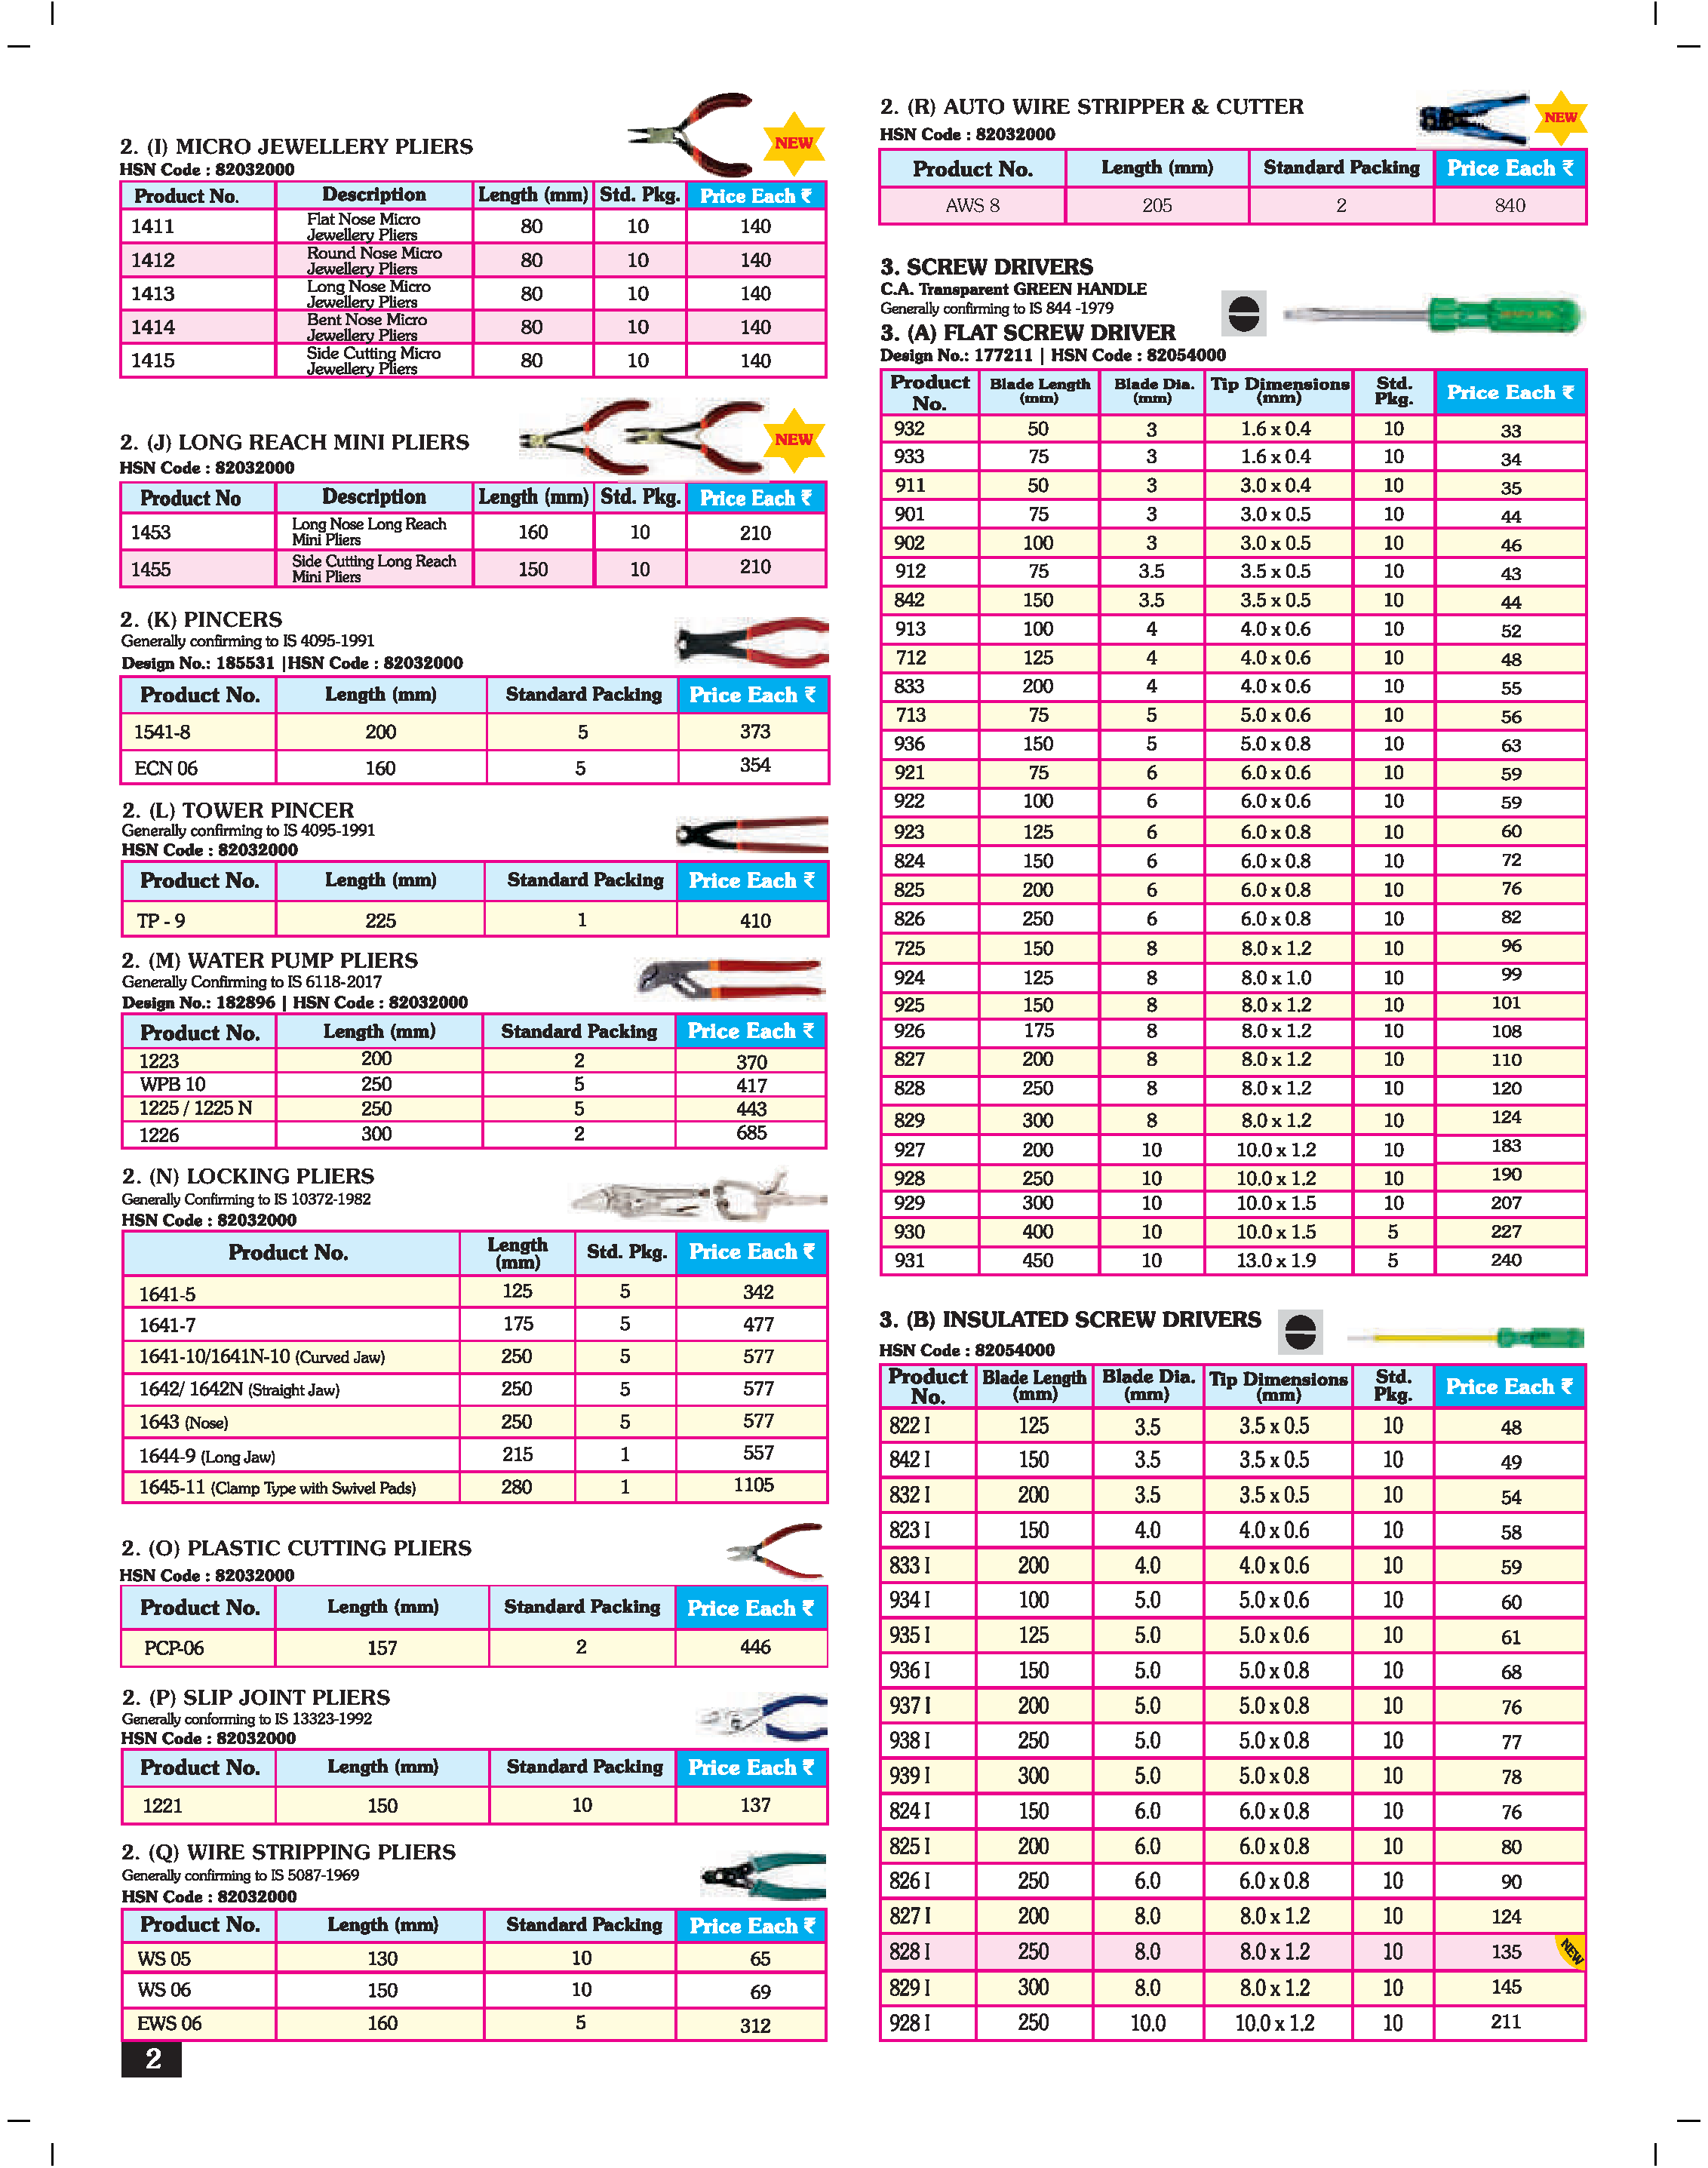 2. (I) MICRO JEWELLERY PLIERS
NEW
HSN Code : 82032000
Product No. Description Length (mm) Std. Pkg. Price Each ₹
1411 Flat Nose Micro Jewellery Pliers 80 10 140
1412 Round Nose Micro Jewellery Pliers 80 10 140
1413 Long Nose Micro Jewellery Pliers 80 10 140
1414 Bent Nose Micro Jewellery Pliers 80 10 140
1415 Side Cutting Micro Jewellery Pliers 80 10 140
2. (J) LONG REACH MINI PLIERS
NEW
HSN Code : 82032000
Product No Description Length (mm) Std. Pkg. Price Each ₹
1453 Long Nose Long Reach Mini Pliers 160 10 210
1455 Side Cutting Long Reach Mini Pliers 150 10 210
2. (K) PINCERS
Generally confirming to IS 4095-1991
Design No.: 185531 |HSN Code : 82032000
Product No. Length (mm) Standard Packing Price Each ₹
1541-8 200 5 373
ECN 06 160 5 354
2. (L) TOWER PINCER
Generally confirming to IS 4095-1991
HSN Code : 82032000
Product No. Length (mm) Standard Packing Price Each ₹
TP - 9 225 1 410
2. (M) WATER PUMP PLIERS
Generally Confirming to IS 6118-2017
Design No.: 182896 | HSN Code : 82032000
Product No. Length (mm) Standard Packing Price Each ₹
1223 200 2 370
WPB 10 250 5 417
1225 / 1225 N 250 5 443
1226 300 2 685
2. (N) LOCKING PLIERS
Generally Confirming to IS 10372-1982
HSN Code : 82032000
Product No. Length (mm) Std. Pkg. Price Each ₹
1641-5 125 5 342
1641-7 175 5 477
1641-10/1641N-10 (Curved Jaw) 250 5 577
1642/ 1642N (Straight Jaw) 250 5 577
1643 (Nose) 250 5 577
1644-9 (Long Jaw) 215 1 557
1645-11 (Clamp Type with Swivel Pads) 280 1 1105
2. (O) PLASTIC CUTTING PLIERS
HSN Code : 82032000
Product No. Length (mm) Standard Packing Price Each ₹
PCP-06 157 2 446
2. (P) SLIP JOINT PLIERS
Generally conforming to IS 13323-1992
HSN Code : 82032000
Product No. Length (mm) Standard Packing Price Each ₹
1221 150 10 137
2. (Q) WIRE STRIPPING PLIERS
Generally confirming to IS 5087-1969
HSN Code : 82032000
Product No. Length (mm) Standard Packing Price Each ₹
WS 05 130 10 65
WS 06 150 10 69
EWS 06 160 5 312
2
2. (R) AUTO WIRE STRIPPER & CUTTER
NEW
HSN Code : 82032000
Product No. Length (mm) Standard Packing Price Each ₹
AWS 8 205 2 840
3. SCREW DRIVERS
C.A. Transparent GREEN HANDLE
Generally confirming to IS 844 -1979
3. (A) FLAT SCREW DRIVER
Design No.: 177211 | HSN Code : 82054000
Product No. Blade Length (mm) Blade Dia. (mm) Tip Dimensions (mm) Std. Pkg. Price Each ₹
932 50 3 1.6 x 0.4 10 33
933 75 3 1.6 x 0.4 10 34
911 50 3 3.0 x 0.4 10 35
901 75 3 3.0 x 0.5 10 44
902 100 3 3.0 x 0.5 10 46
912 75 3.5 3.5 x 0.5 10 43
842 150 3.5 3.5 x 0.5 10 44
913 100 4 4.0 x 0.6 10 52
712 125 4 4.0 x 0.6 10 48
833 200 4 4.0 x 0.6 10 55
713 75 5 5.0 x 0.6 10 56
936 150 5 5.0 x 0.8 10 63
921 75 6 6.0 x 0.6 10 59
922 100 6 6.0 x 0.6 10 59
923 125 6 6.0 x 0.8 10 60
824 150 6 6.0 x 0.8 10 72
825 200 6 6.0 x 0.8 10 76
826 250 6 6.0 x 0.8 10 82
725 150 8 8.0 x 1.2 10 96
924 125 8 8.0 x 1.0 10 99
925 150 8 8.0 x 1.2 10 101
926 175 8 8.0 x 1.2 10 108
827 200 8 8.0 x 1.2 10 110
828 250 8 8.0 x 1.2 10 120
829 300 8 8.0 x 1.2 10 124
927 200 10 10.0 x 1.2 10 183
928 250 10 10.0 x 1.2 10 190
929 300 10 10.0 x 1.5 10 207
930 400 10 10.0 x 1.5 5 227
931 450 10 13.0 x 1.9 5 240
3. (B) INSULATED SCREW DRIVERS
HSN Code : 82054000
Product No. Blade Length (mm) Blade Dia. (mm) Tip Dimensions (mm) Std. Pkg. Price Each ₹
822 I 125 3.5 3.5 x 0.5 10 48
842 I 150 3.5 3.5 x 0.5 10 49
832 I 200 3.5 3.5 x 0.5 10 54
823 I 150 4.0 4.0 x 0.6 10 58
833 I 200 4.0 4.0 x 0.6 10 59
934 I 100 5.0 5.0 x 0.6 10 60
935 I 125 5.0 5.0 x 0.6 10 61
936 I 150 5.0 5.0 x 0.8 10 68
937 I 200 5.0 5.0 x 0.8 10 76
938 I 250 5.0 5.0 x 0.8 10 77
939 I 300 5.0 5.0 x 0.8 10 78
824 I 150 6.0 6.0 x 0.8 10 76
825 I 200 6.0 6.0 x 0.8 10 80
826 I 250 6.0 6.0 x 0.8 10 90
827 I 200 8.0 8.0 x 1.2 10 124
828 I 250 8.0 8.0 x 1.2 10 135 NEW
829 I 300 8.0 8.0 x 1.2 10 145
928 I 250 10.0 10.0 x 1.2 10 211